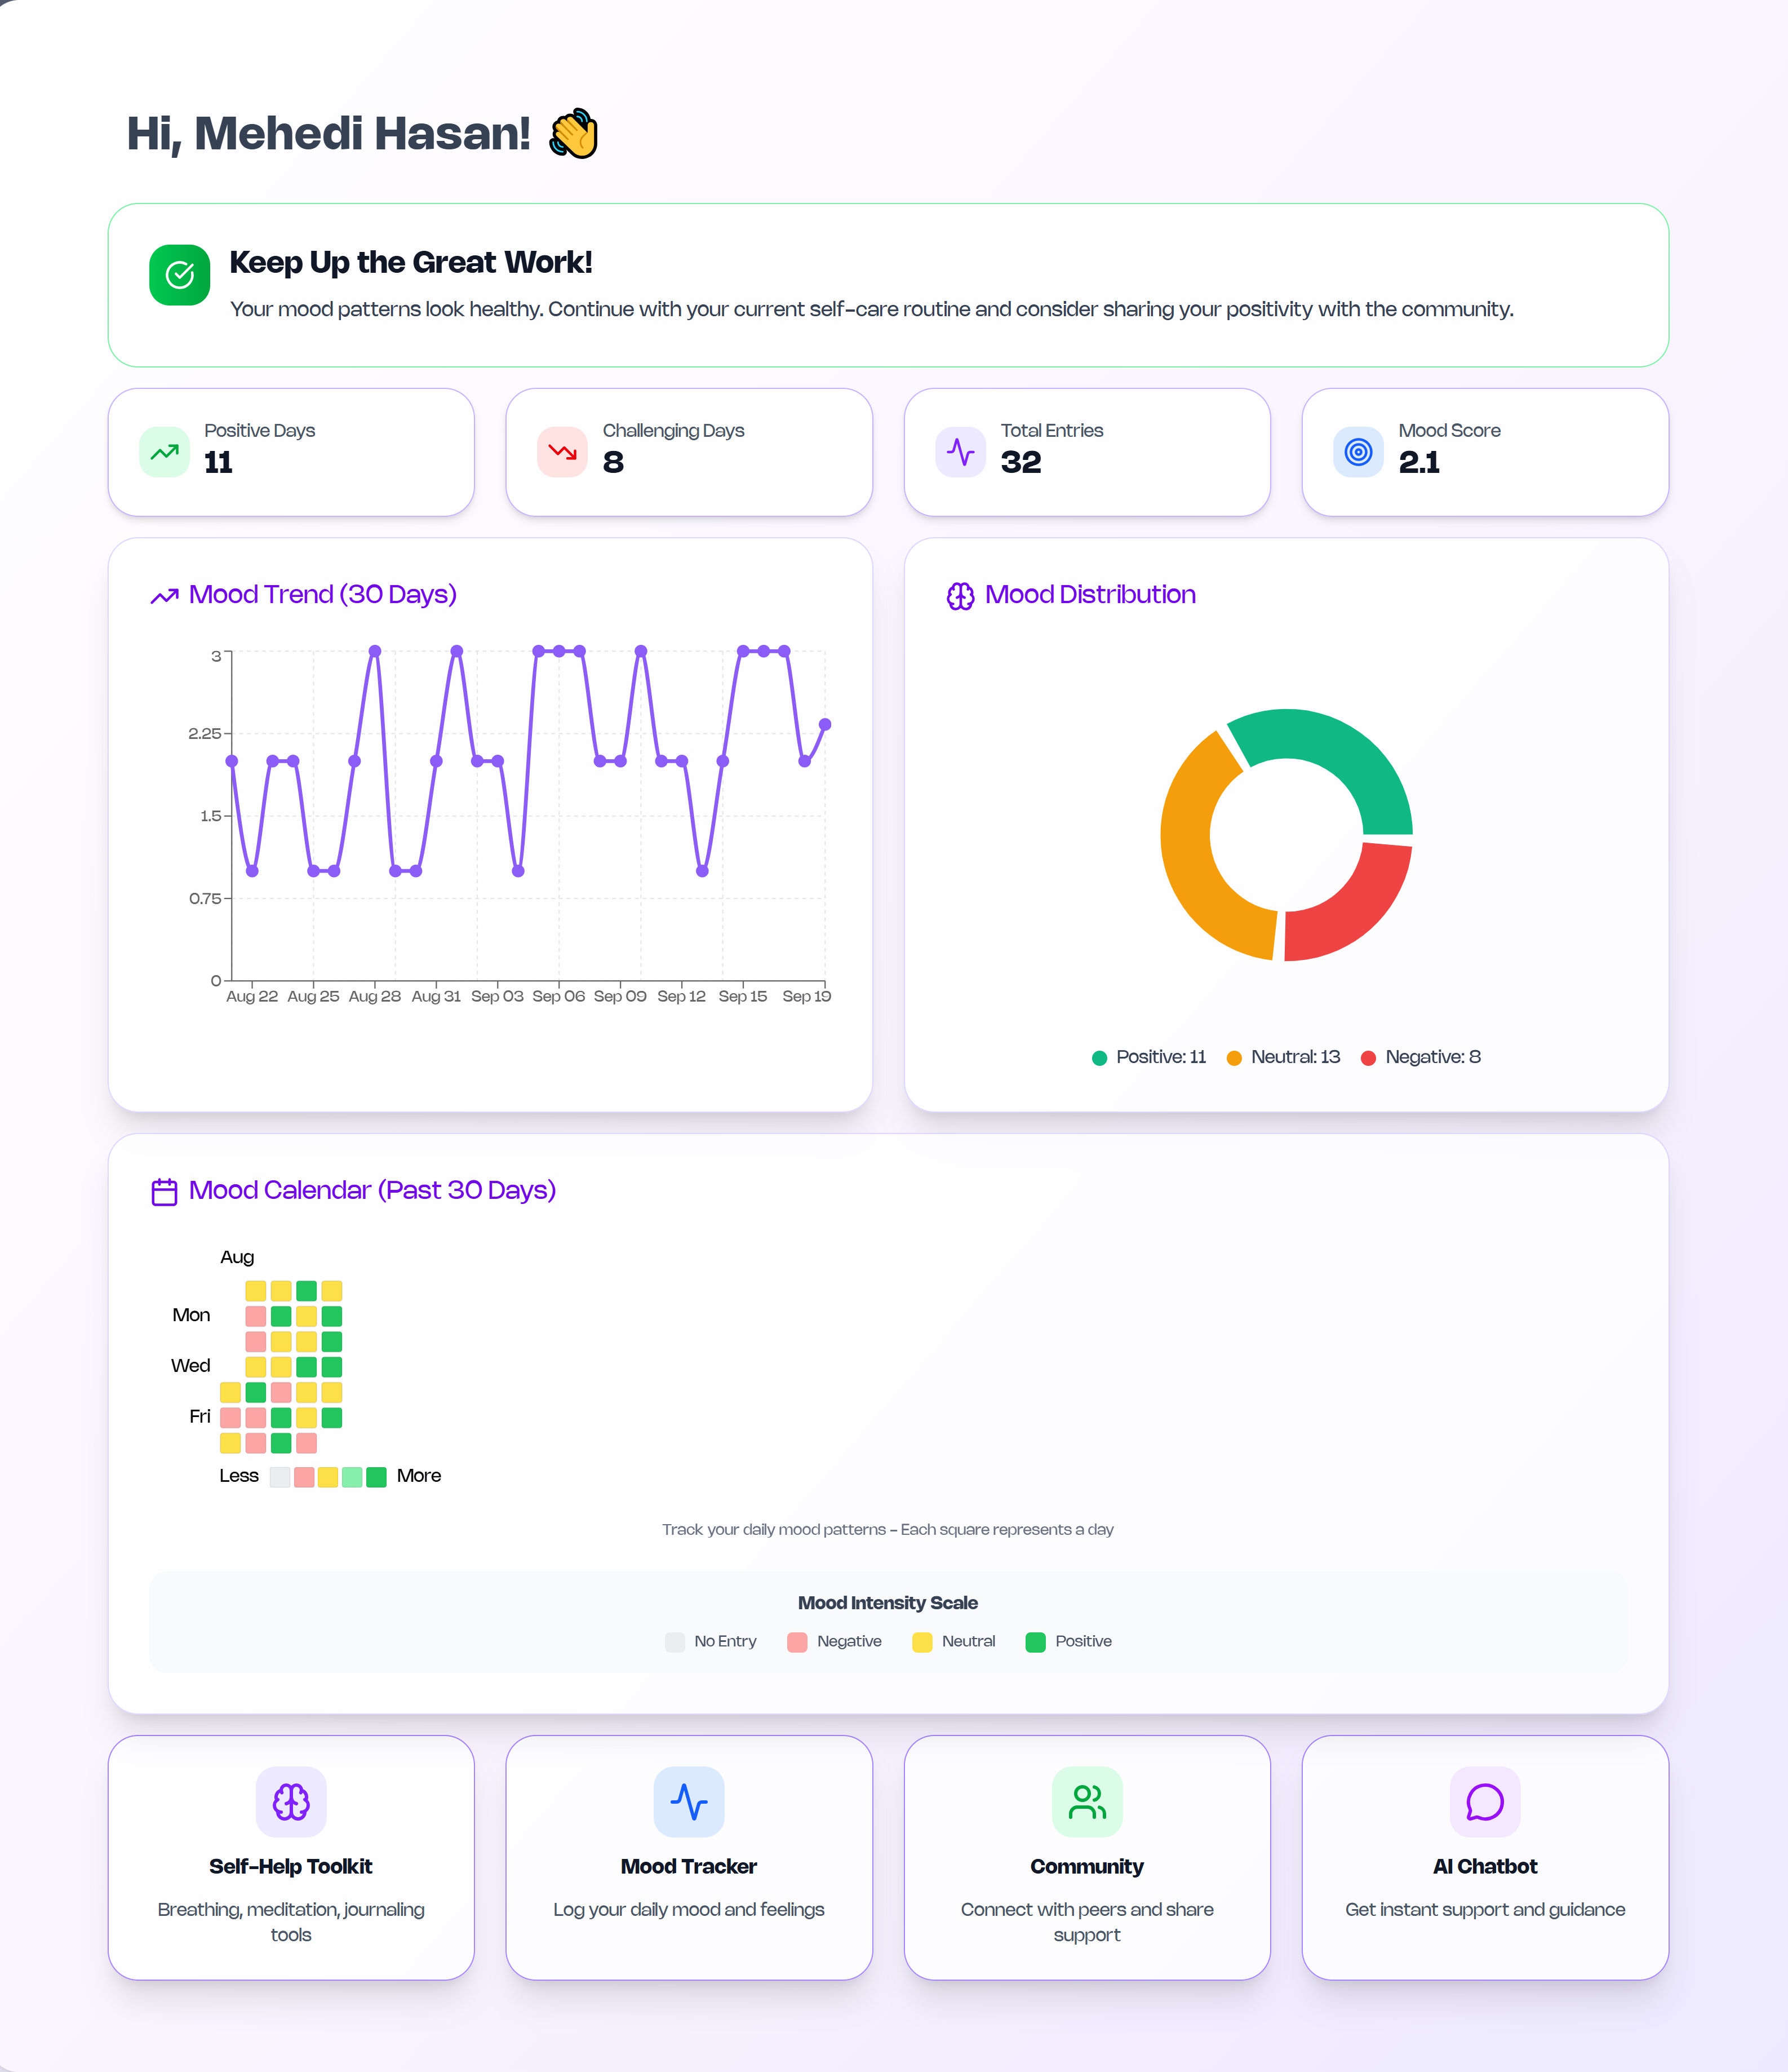 Hi, Mehedi Hasan! 👋
Keep Up the Great Work!
Your mood patterns look healthy. Continue with your current self-care routine and consider sharing your positivity with the community.
Positive Days
11
Challenging Days
8
Total Entries
32
Mood Score
2.1
Mood Trend (30 Days)
3
2.25
1.5
0.75
0
Aug 22 Aug 25 Aug 28 Aug 31 Sep 03 Sep 06 Sep 09 Sep 12 Sep 15 Sep 19
Mood Distribution
Positive: 11 Neutral: 13 Negative: 8
Mood Calendar (Past 30 Days)
Aug
Mon
Wed
Fri
Less More
Track your daily mood patterns - Each square represents a day
Mood Intensity Scale
No Entry Negative Neutral Positive
Self-Help Toolkit
Breathing, meditation, journaling
tools
Mood Tracker
Log your daily mood and feelings
Community
Connect with peers and share
support
AI Chatbot
Get instant support and guidance